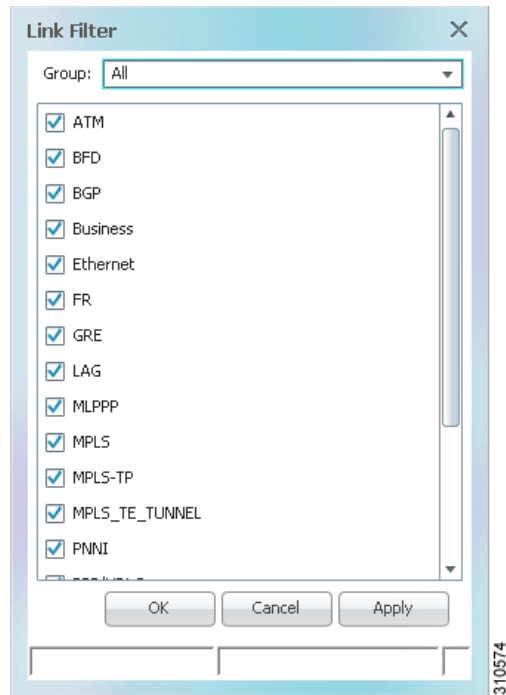 Link Filter
Group: All
ATM
BFD
BGP
Business
Ethernet
FR
GRE
LAG
MLPPP
MPLS
MPLS-TP
MPLS_TE_TUNNEL
PNNI
OK Cancel Apply
310574